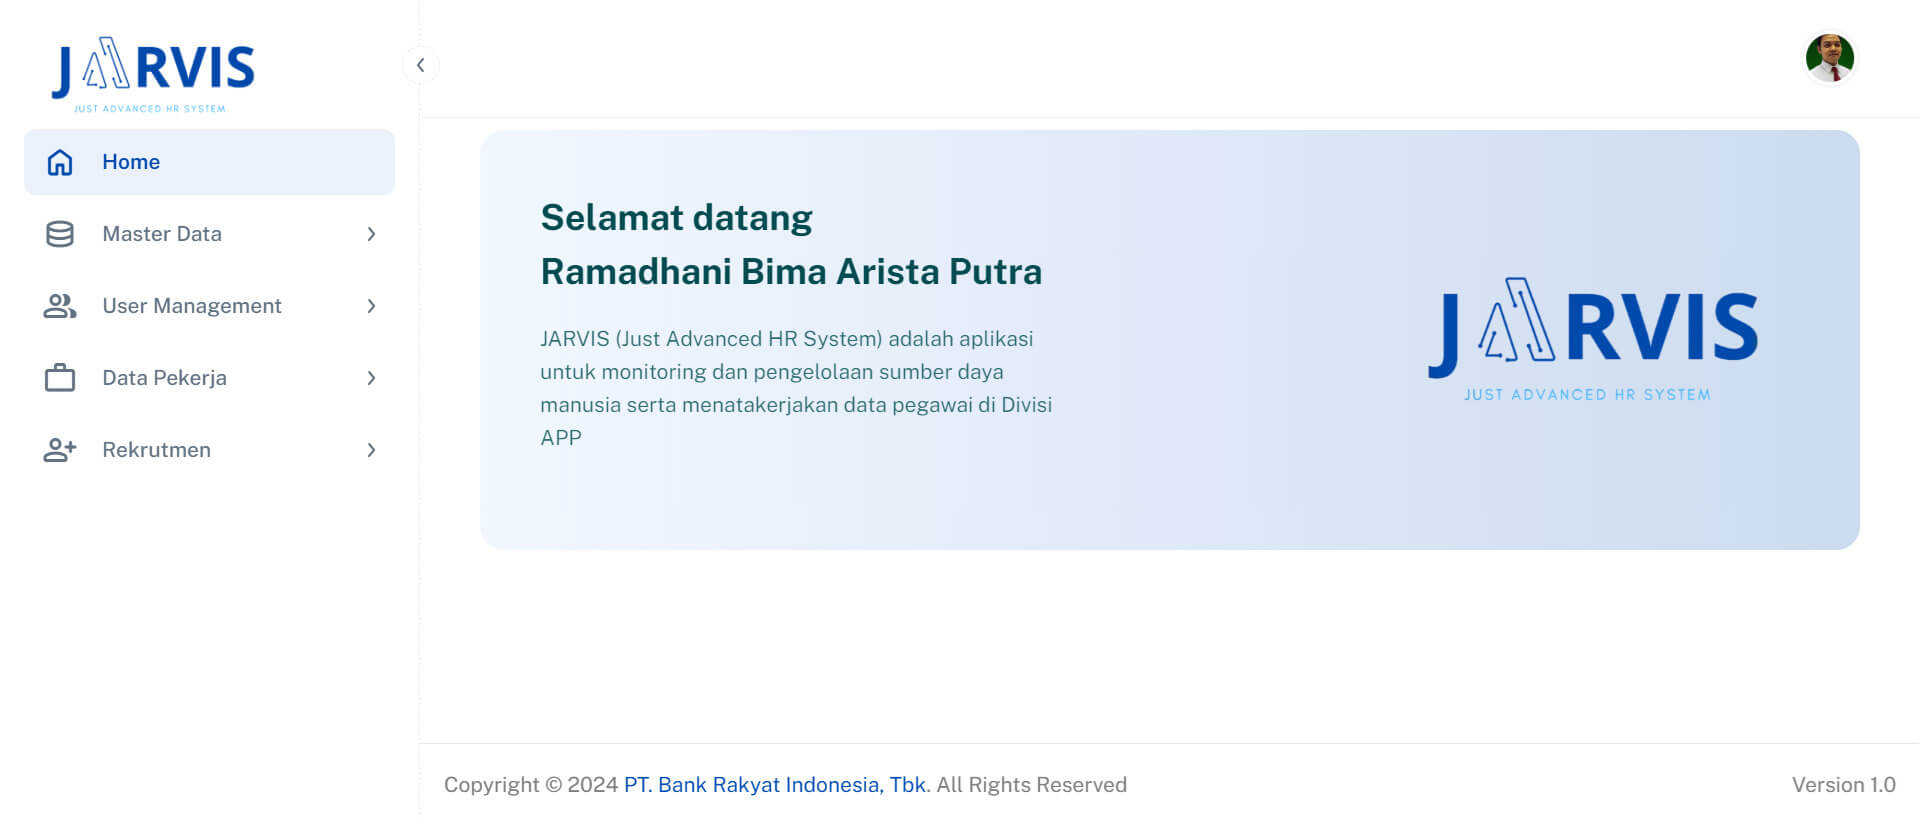 JARVIS
JUST ADVANCED HR SYSTEM
Home
Master Data
User Management
Data Pekerja
Rekrutmen
Selamat datang
Ramadhani Bima Arista Putra
JARVIS (Just Advanced HR System) adalah aplikasi
untuk monitoring dan pengelolaan sumber daya
manusia serta menatakerjakan data pegawai di Divisi
APP
JARVIS
JUST ADVANCED HR SYSTEM
Copyright © 2024 PT. Bank Rakyat Indonesia, Tbk. All Rights Reserved
Version 1.0